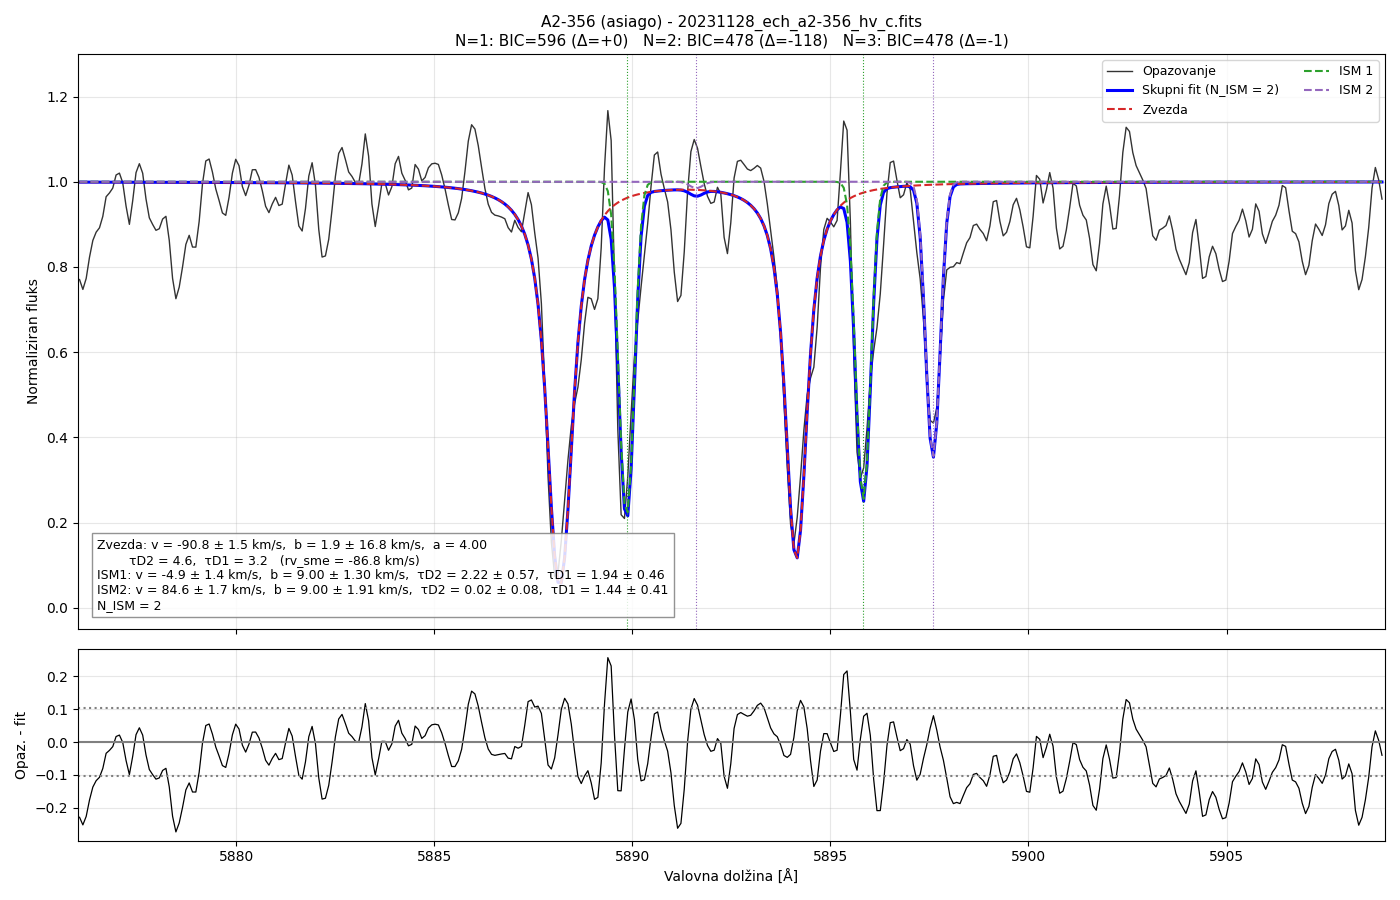 A2-356 (asiago) - 20231128_ech_a2-356_hv_c.fits
N=1: BIC=596 (Δ=+0)   N=2: BIC=478 (Δ=-118)   N=3: BIC=478 (Δ=-1)
Opazovanje
Skupni fit (N_ISM = 2)
Zvezda
ISM 1
ISM 2
Normaliziran fluks
1.2
1.0
0.8
0.6
0.4
0.2
0.0
Zvezda: v = -90.8 ± 1.5 km/s,  b = 1.9 ± 16.8 km/s,  a = 4.00
τD2 = 4.6,  τD1 = 3.2   (rv_sme = -86.8 km/s)
ISM1: v = -4.9 ± 1.4 km/s,  b = 9.00 ± 1.30 km/s,  τD2 = 2.22 ± 0.57,  τD1 = 1.94 ± 0.46
ISM2: v = 84.6 ± 1.7 km/s,  b = 9.00 ± 1.91 km/s,  τD2 = 0.02 ± 0.08,  τD1 = 1.44 ± 0.41
N_ISM = 2
Opaz. - fit
0.2
0.1
0.0
−0.1
−0.2
5880
5885
5890
5895
5900
5905
Valovna dolžina [Å]